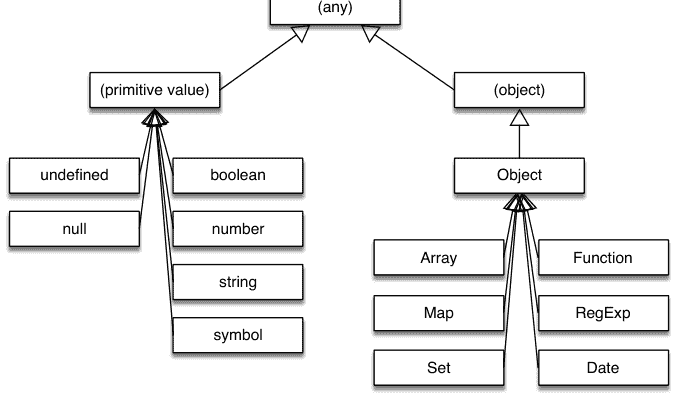 (any)
(primitive value)
(object)
undefined
boolean
Object
null
number
Array
Function
string
Map
RegExp
symbol
Set
Date